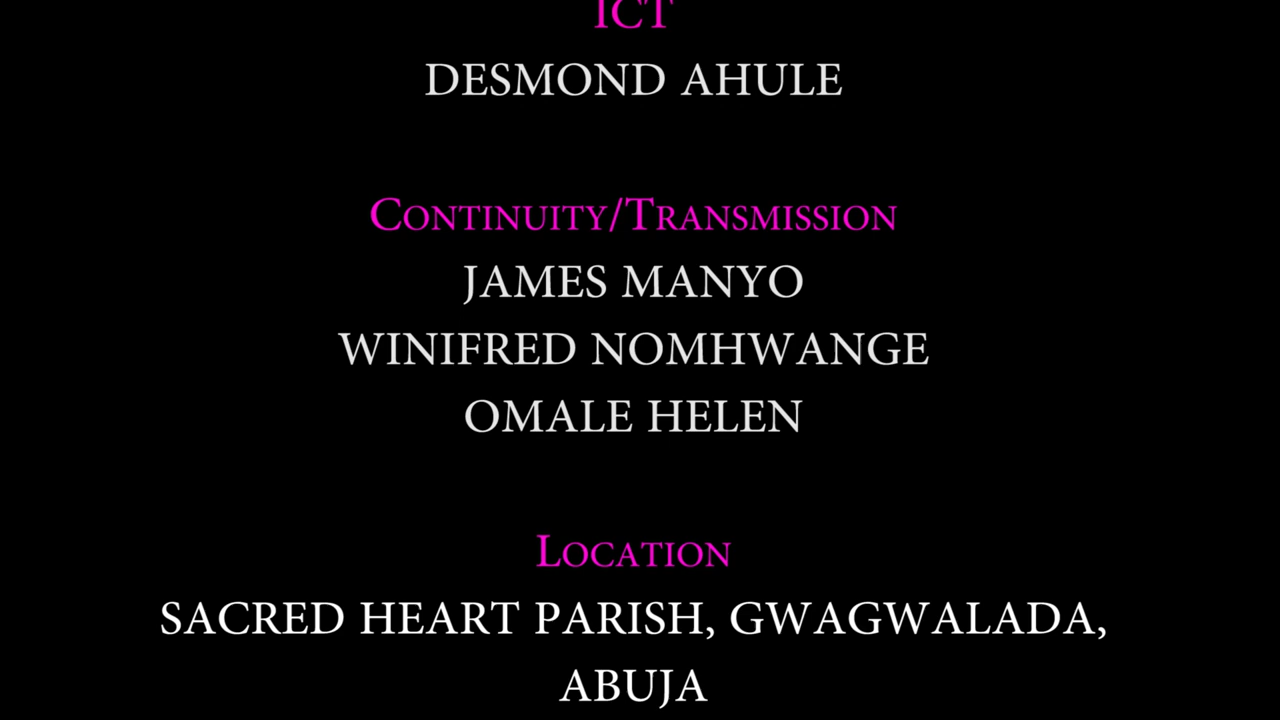 ICT
DESMOND AHULE
Continuity/Transmission
JAMES MANYO
WINIFRED NOMHWANGE
OMALE HELEN
Location
SACRED HEART PARISH, GWAGWALADA,
ABUJA